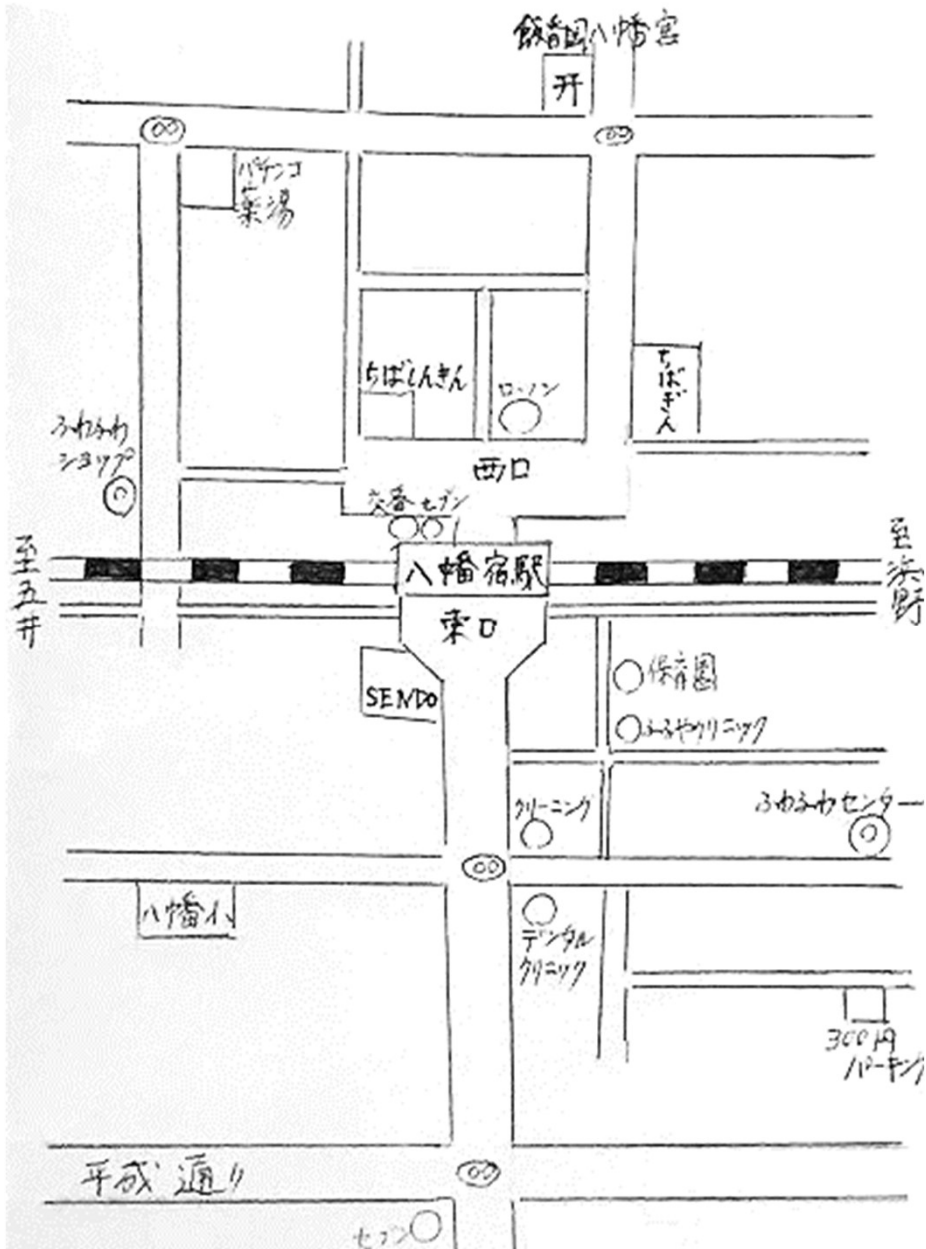 飯香岡八幡宮
开
パチンコ
楽場
ちばしんきん
ローソン
ちばぎん
ふわふわ
ショップ
西口
交番 セブン
至五井
八幡宿駅
至浜野
東口
SENDO
保育園
ふるやクリニック
クリーニング
ふわふわセンター
八幡小
デンタル
クリニック
300円
パーキング
平成通り
セブン